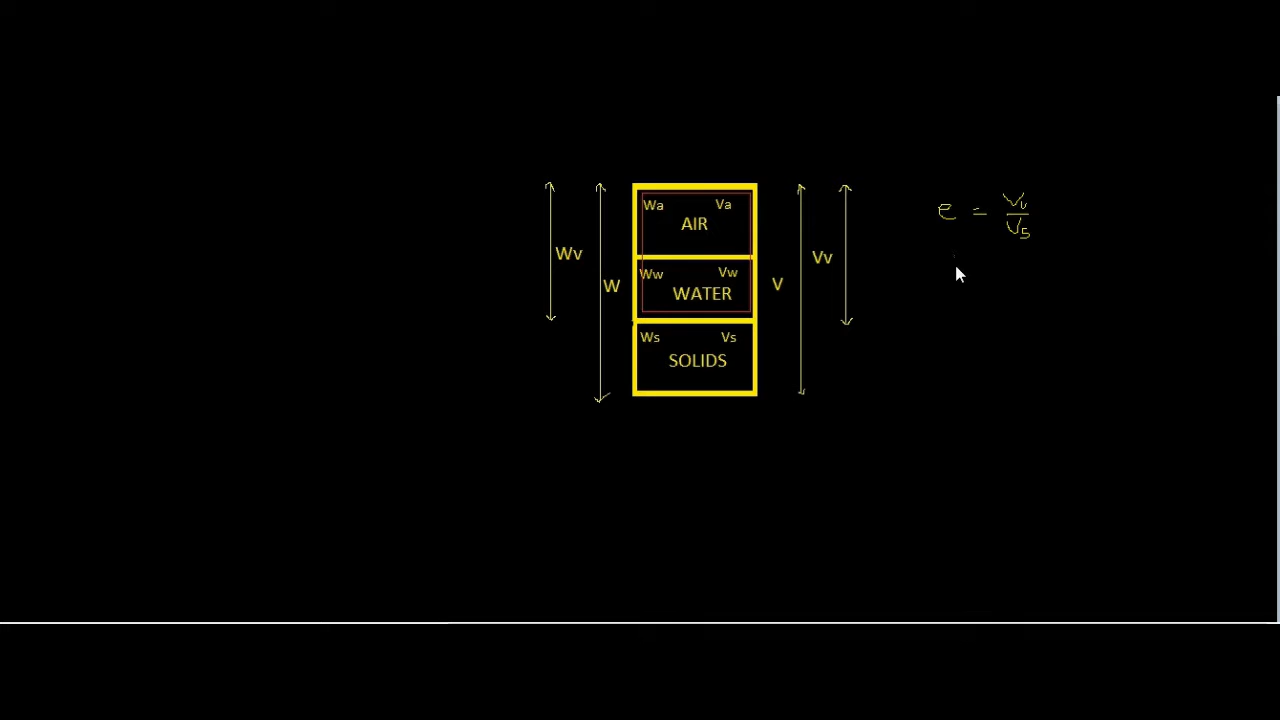 Wa Va
AIR
Wv
Vv
Ww Vw
W
V
WATER
Ws Vs
SOLIDS
e = Vv
Vs